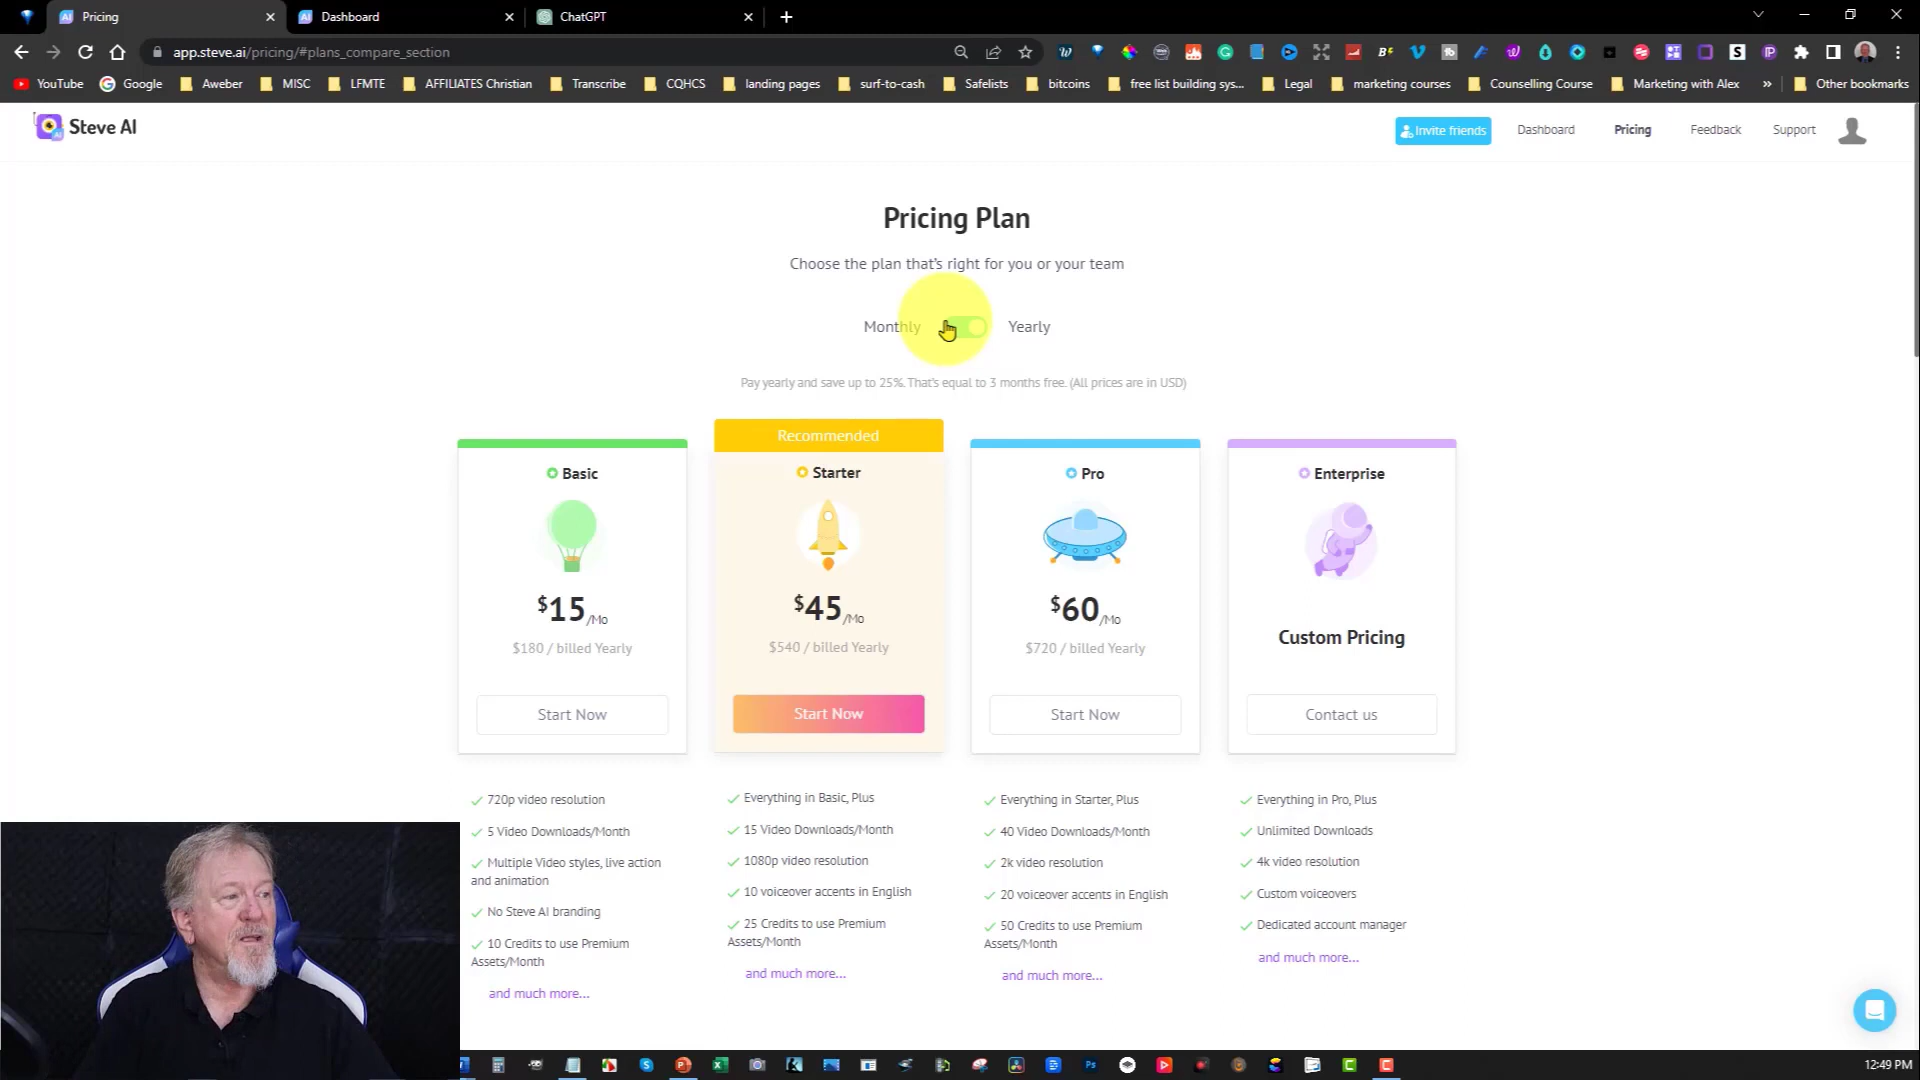 Pricing
Dashboard
ChatGPT
app.steve.ai/pricing/#plans_compare_section
YouTube
Google
Aweber
MISC
LFMTE
AFFILIATES Christian
Transcribe
CQHCS
landing pages
surf-to-cash
Safelists
bitcoins
free list building sys...
Legal
marketing courses
Counselling Course
Marketing with Alex
Other bookmarks
Steve AI
Invite friends
Dashboard
Pricing
Feedback
Support
Pricing Plan
Choose the plan that's right for you or your team
Monthly
Yearly
Pay yearly and save up to 25%. That's equal to 3 months free. (All prices are in USD)
Basic
$15/Mo
$180 / billed Yearly
Start Now
720p video resolution
5 Video Downloads/Month
Multiple Video styles, live action
and animation
No Steve AI branding
10 Credits to use Premium
Assets/Month
and much more...
Recommended
Starter
$45/Mo
$540 / billed Yearly
Start Now
Everything in Basic, Plus
15 Video Downloads/Month
1080p video resolution
10 voiceover accents in English
25 Credits to use Premium
Assets/Month
and much more...
Pro
$60/Mo
$720 / billed Yearly
Start Now
Everything in Starter, Plus
40 Video Downloads/Month
2k video resolution
20 voiceover accents in English
50 Credits to use Premium
Assets/Month
and much more...
Enterprise
Custom Pricing
Contact us
Everything in Pro, Plus
Unlimited Downloads
4k video resolution
Custom voiceovers
Dedicated account manager
and much more...
12:49 PM